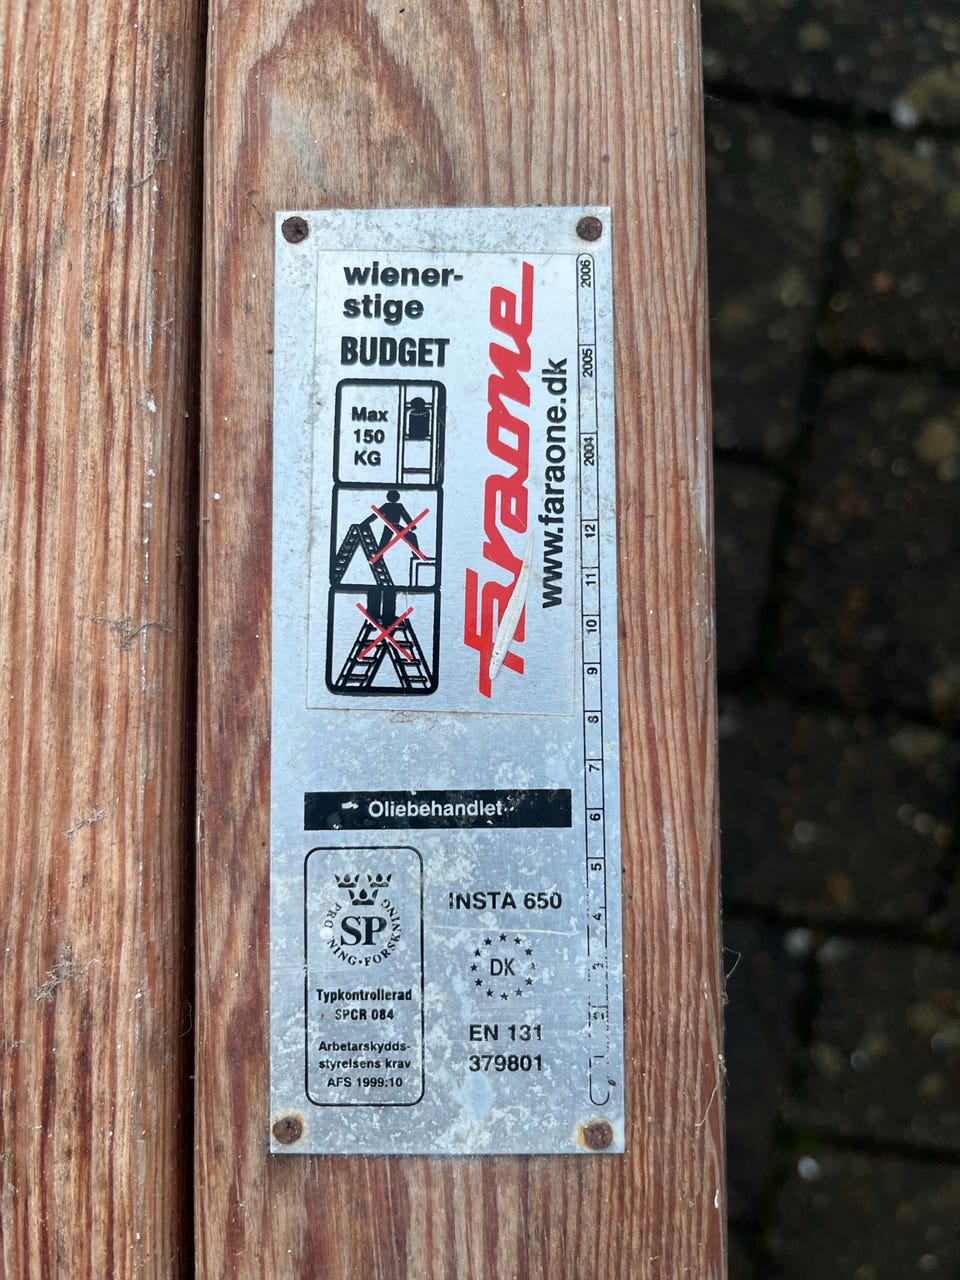 wiener-
stige
BUDGET
Max
150
KG
faraone
www.faraone.dk
2006
2005
2004
12
11
10
9
8
7
6
5
4
3
Oliebehandlet
SP
NING·FORSKNING
Typkontrollerad
SPCR 084
Arbetarskydds-
styrelsens krav
AFS 1999:10
INSTA 650
DK
EN 131
379801